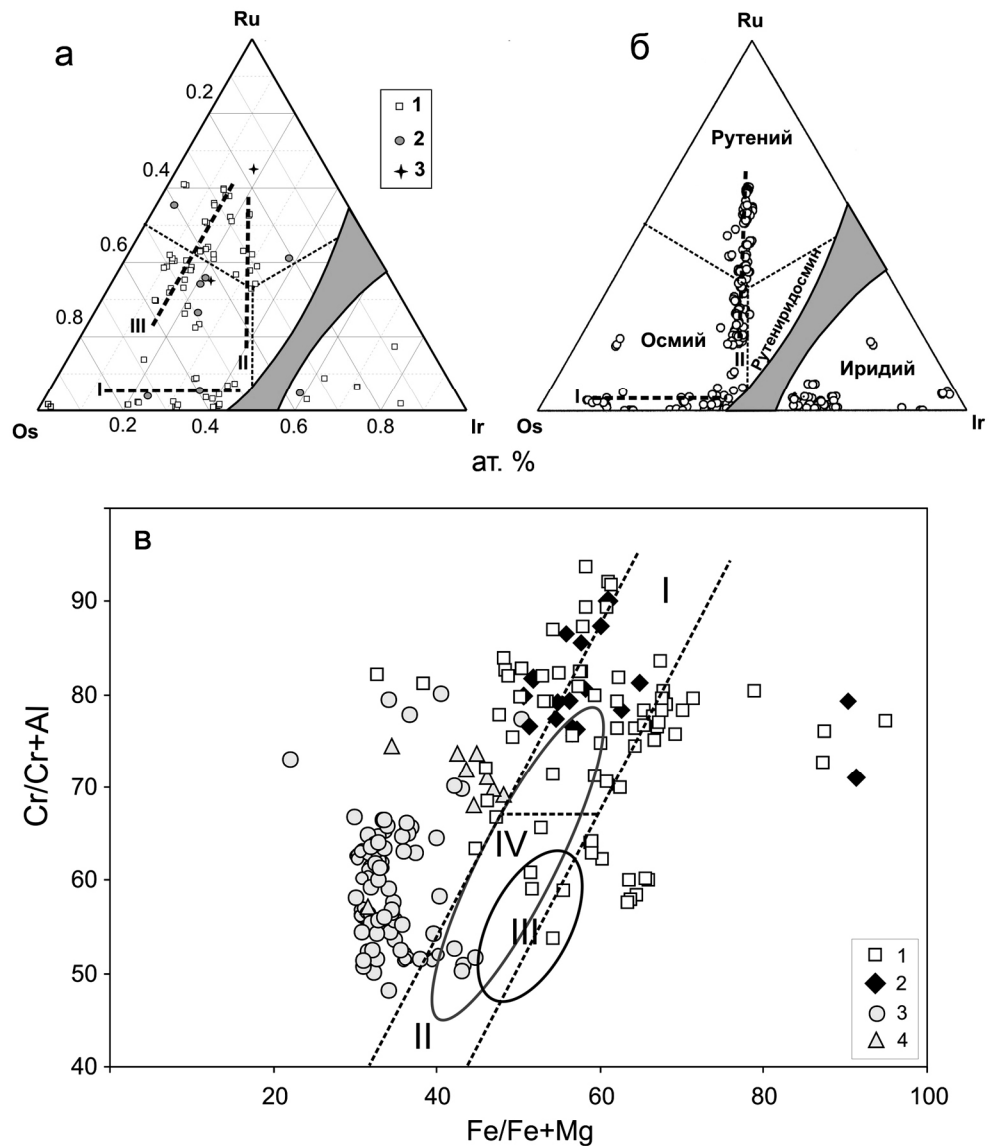 а
Ru
0.2
0.4
0.6
0.8
1
2
3
III
II
I
Os
0.2
0.4
0.6
0.8
Ir
б
Ru
Рутений
Осмий
Рутениридосмин
Иридий
II
I
Os
Ir
ат. %
в
Cr/Cr+Al
90
80
70
60
50
40
I
IV
III
II
1
2
3
4
20
40
60
80
100
Fe/Fe+Mg